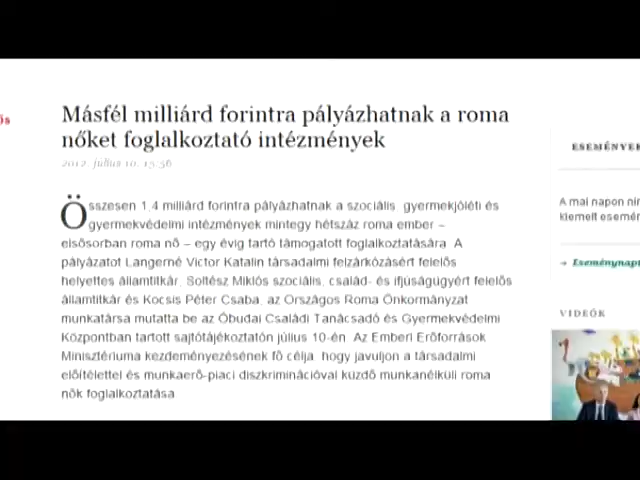 Másfél milliárd forintra pályázhatnak a roma
nőket foglalkoztató intézmények
2012. július 10. 15:56
Összesen 1,4 milliárd forintra pályázhatnak a szociális, gyermekjóléti és
gyermekvédelmi intézmények mintegy hétszáz roma ember –
elsősorban roma nő – egy évig tartó támogatott foglalkoztatására. A
pályázatot Langerné Victor Katalin társadalmi felzárkózásért felelős
helyettes államtitkár, Soltész Miklós szociális, család- és ifjúságügyért felelős
államtitkár és Kocsis Péter Csaba, az Országos Roma Önkormányzat
munkatársa mutatta be az Óbudai Családi Tanácsadó és Gyermekvédelmi
Központban tartott sajtótájékoztatón július 10-én. Az Emberi Erőforrások
Minisztériuma kezdeményezésének fő célja, hogy javuljon a társadalmi
előítélettel és munkaerő-piaci diszkriminációval küzdő munkanélküli roma
nők foglalkoztatása
ESEMÉNYEK
A mai napon nin
kiemelt esemén
→ Eseménynapt
VIDEÓK